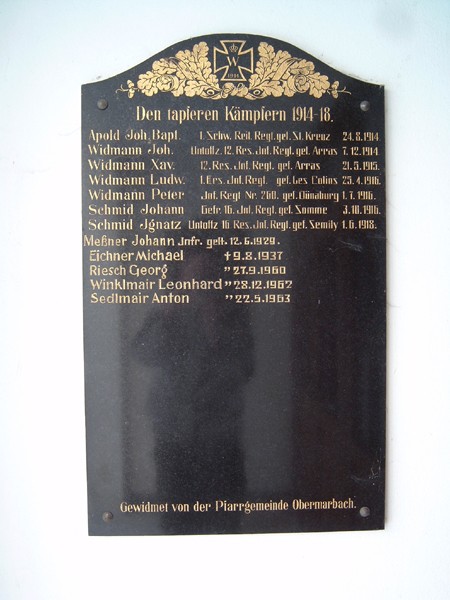 W
1914
Den tapferen Kämpfern 1914-18.
Apold Joh. Bapt. 1. Schw. Reit. Regt. gef. St. Kreuz 24.8.1914.
Widmann Joh. Untoffz. 12. Res. Inf. Regt. gef. Arras 7.12.1914
Widmann Xav. 12. Res. Inf. Regt. gef. Arras 21.5.1915.
Widmann Ludw. 1. Ers. Inf. Regt. gef. Les Eolins 25.4.1916.
Widmann Peter Inf. Regt Nr. 260. gef. Dünaburg 1.7.1916.
Schmid Johann Gefr. 16. Inf. Regt. gef. Somme 3.10.1916.
Schmid Ignatz Untoffz 16 Res. Inf. Regt. gef. Semily 1.6.1918.
Meßner Johann Infr. gest. 12.6.1929.
Eichner Michael + 9.8.1937
Riesch Georg " 27.9.1960
Winklmair Leonhard " 28.12.1962
Sedlmair Anton " 22.5.1963
Gewidmet von der Pfarrgemeinde Obermarbach.